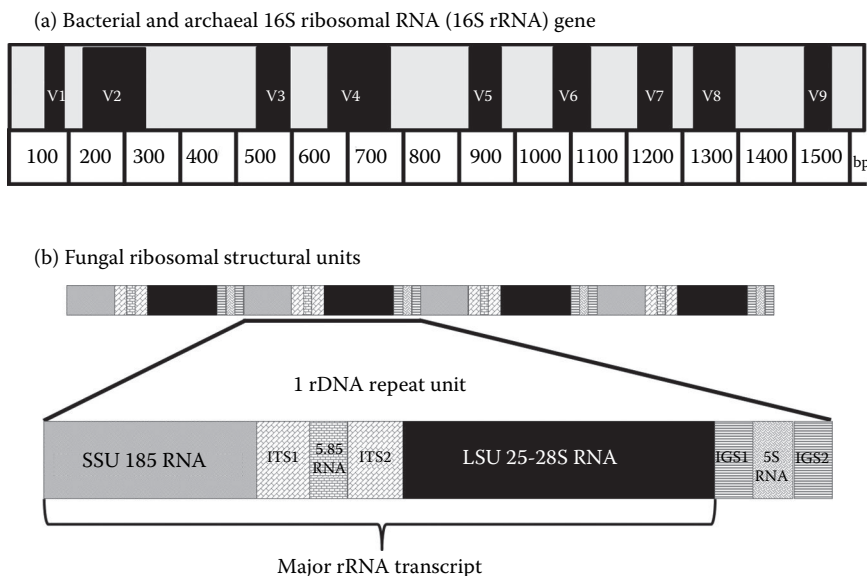 (a) Bacterial and archaeal 16S ribosomal RNA (16S rRNA) gene
V1 V2 V3 V4 V5 V6 V7 V8 V9
100 200 300 400 500 600 700 800 900 1000 1100 1200 1300 1400 1500 bp
(b) Fungal ribosomal structural units
1 rDNA repeat unit
SSU 185 RNA ITS1 5.85 RNA ITS2 LSU 25-28S RNA IGS1 5S RNA IGS2
Major rRNA transcript